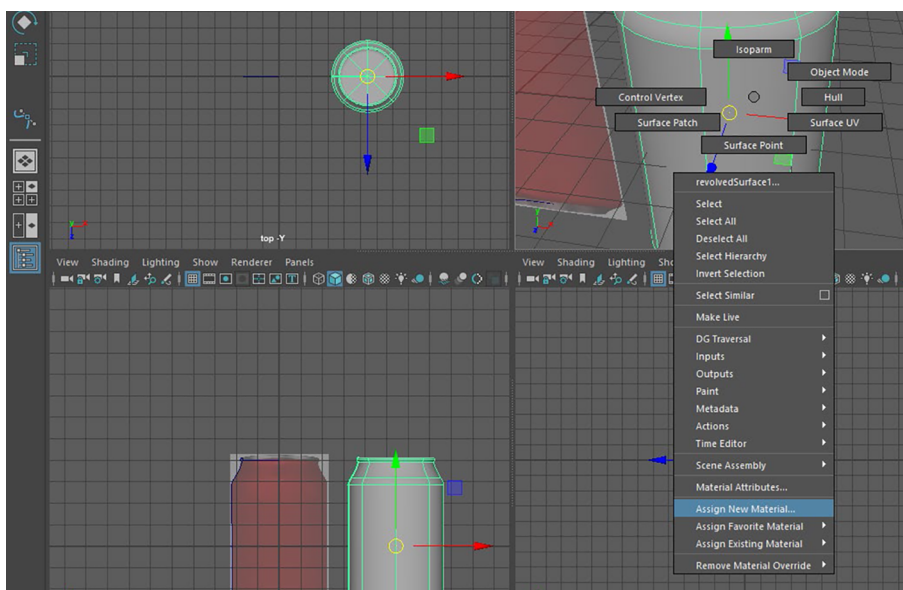 Isoparm
Object Mode
Control Vertex
Hull
Surface Patch
Surface UV
Surface Point
revolvedSurface1...
Select
Select All
Deselect All
Select Hierarchy
Invert Selection
Select Similar
Make Live
DG Traversal
Inputs
Outputs
Paint
Metadata
Actions
Time Editor
Scene Assembly
Material Attributes...
Assign New Material...
Assign Favorite Material
Assign Existing Material
Remove Material Override
top -Y
View Shading Lighting Show Renderer Panels
View Shading Lighting Sho